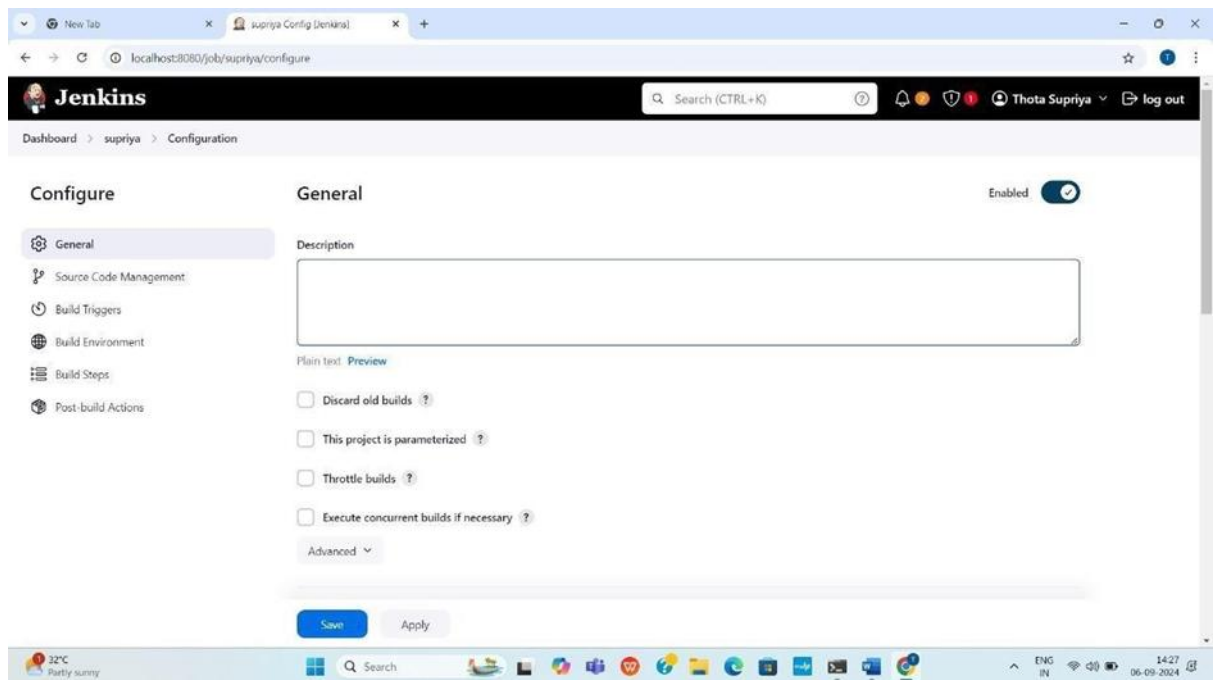 New Tab
supriya Config [Jenkins]
localhost:8080/job/supriya/configure
T
Jenkins
Search (CTRL+K)
?
2
1
Thota Supriya
log out
Dashboard > supriya > Configuration
Configure
General
Enabled
General
Source Code Management
Build Triggers
Build Environment
Build Steps
Post-build Actions
Description
Plain text Preview
Discard old builds ?
This project is parameterized ?
Throttle builds ?
Execute concurrent builds if necessary ?
Advanced
Save Apply
1
32°C
Partly sunny
Search
ENG
IN
14:27
06-09-2024